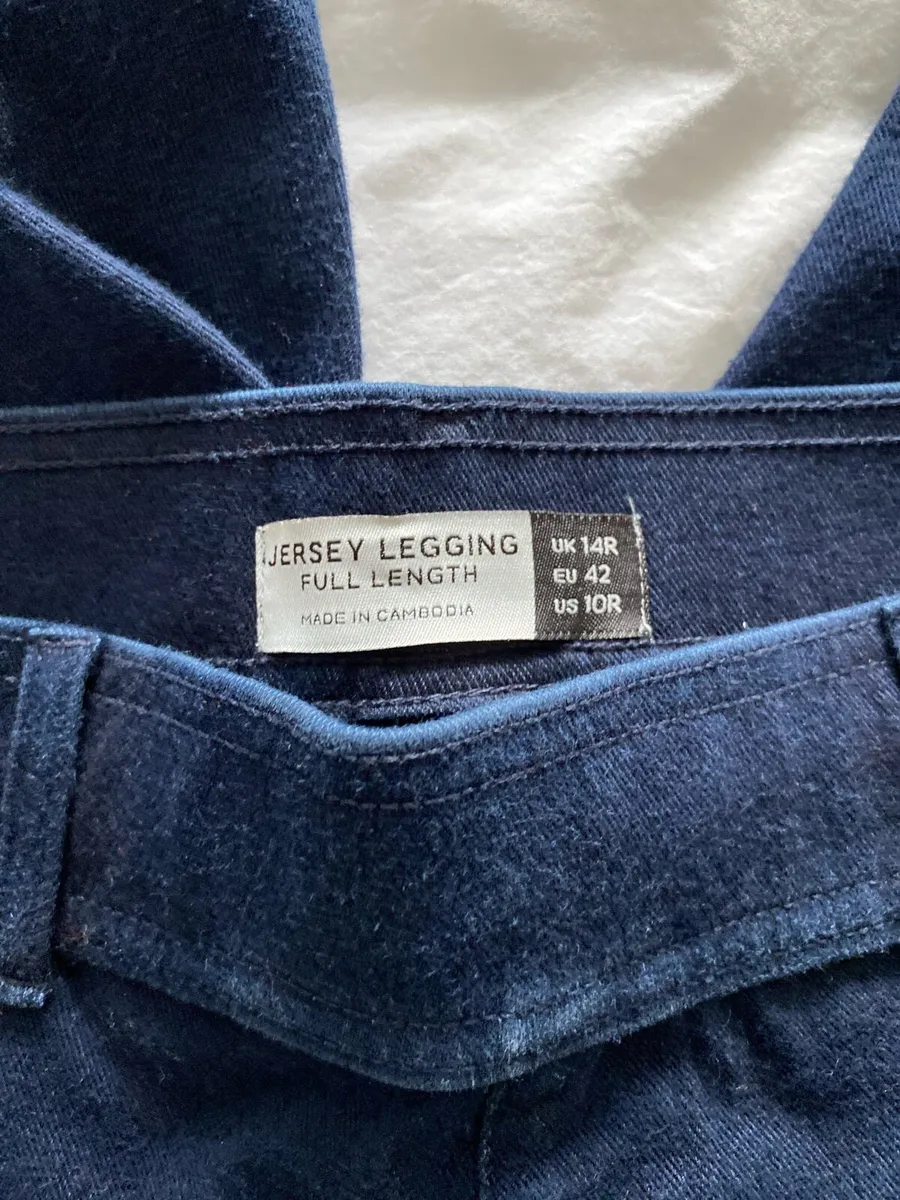 JERSEY LEGGING
FULL LENGTH
MADE IN CAMBODIA
UK 14R
EU 42
US 10R